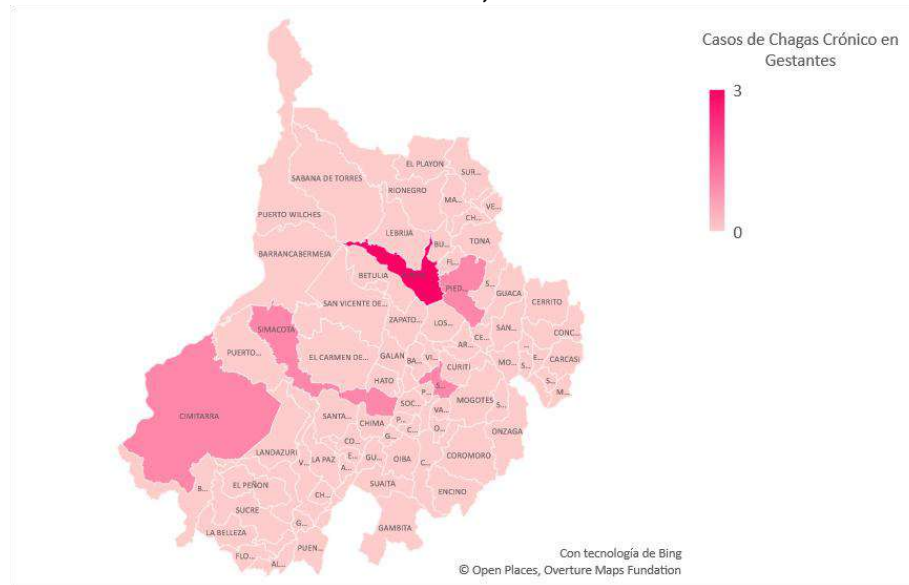 Casos de Chagas Crónico en
Gestantes
3
0
EL PLAYON
SUR...
SABANA DE TORRES
RIONEGRO
MA...
VE...
CH...
PUERTO WILCHES
LEBRIJA
BU...
TONA
BARRANCABERMEJA
FL...
BETULIA
PIED...
S...
GUACA
CERRITO
SAN VICENTE DE...
ZAPATO...
LOS...
SAN...
CONC...
SIMACOTA
CE...
AR...
...
PUERTO...
EL CARMEN DE...
GALAN
BA...
VI...
CURITI
MO...
E...
CARCASI
S...
HATO
S...
S...
M...
P...
CIMITARRA
SOC...
MOGOTES
S...
SANTA...
CHIMA
P...
VA...
C...
O...
ONZAGA
G...
CO...
LANDAZURI
V...
LA PAZ
E...
A...
GU...
OIBA
C...
COROMORO
B...
EL PEÑON
SUAITA
CH...
ENCINO
SUCRE
G...
LA BELLEZA
GAMBITA
PUEN...
FLO...
AL...
Con tecnología de Bing
© Open Places, Overture Maps Fundation